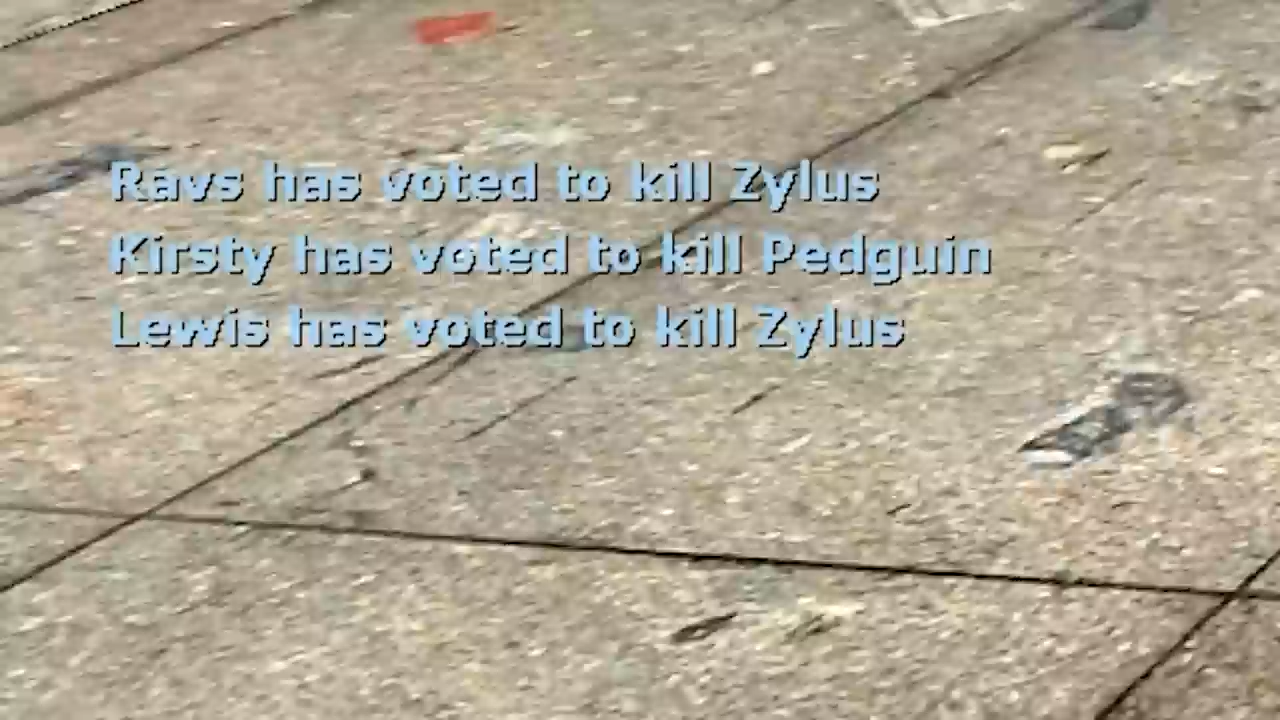 Ravs has voted to kill Zylus
Kirsty has voted to kill Pedguin
Lewis has voted to kill Zylus